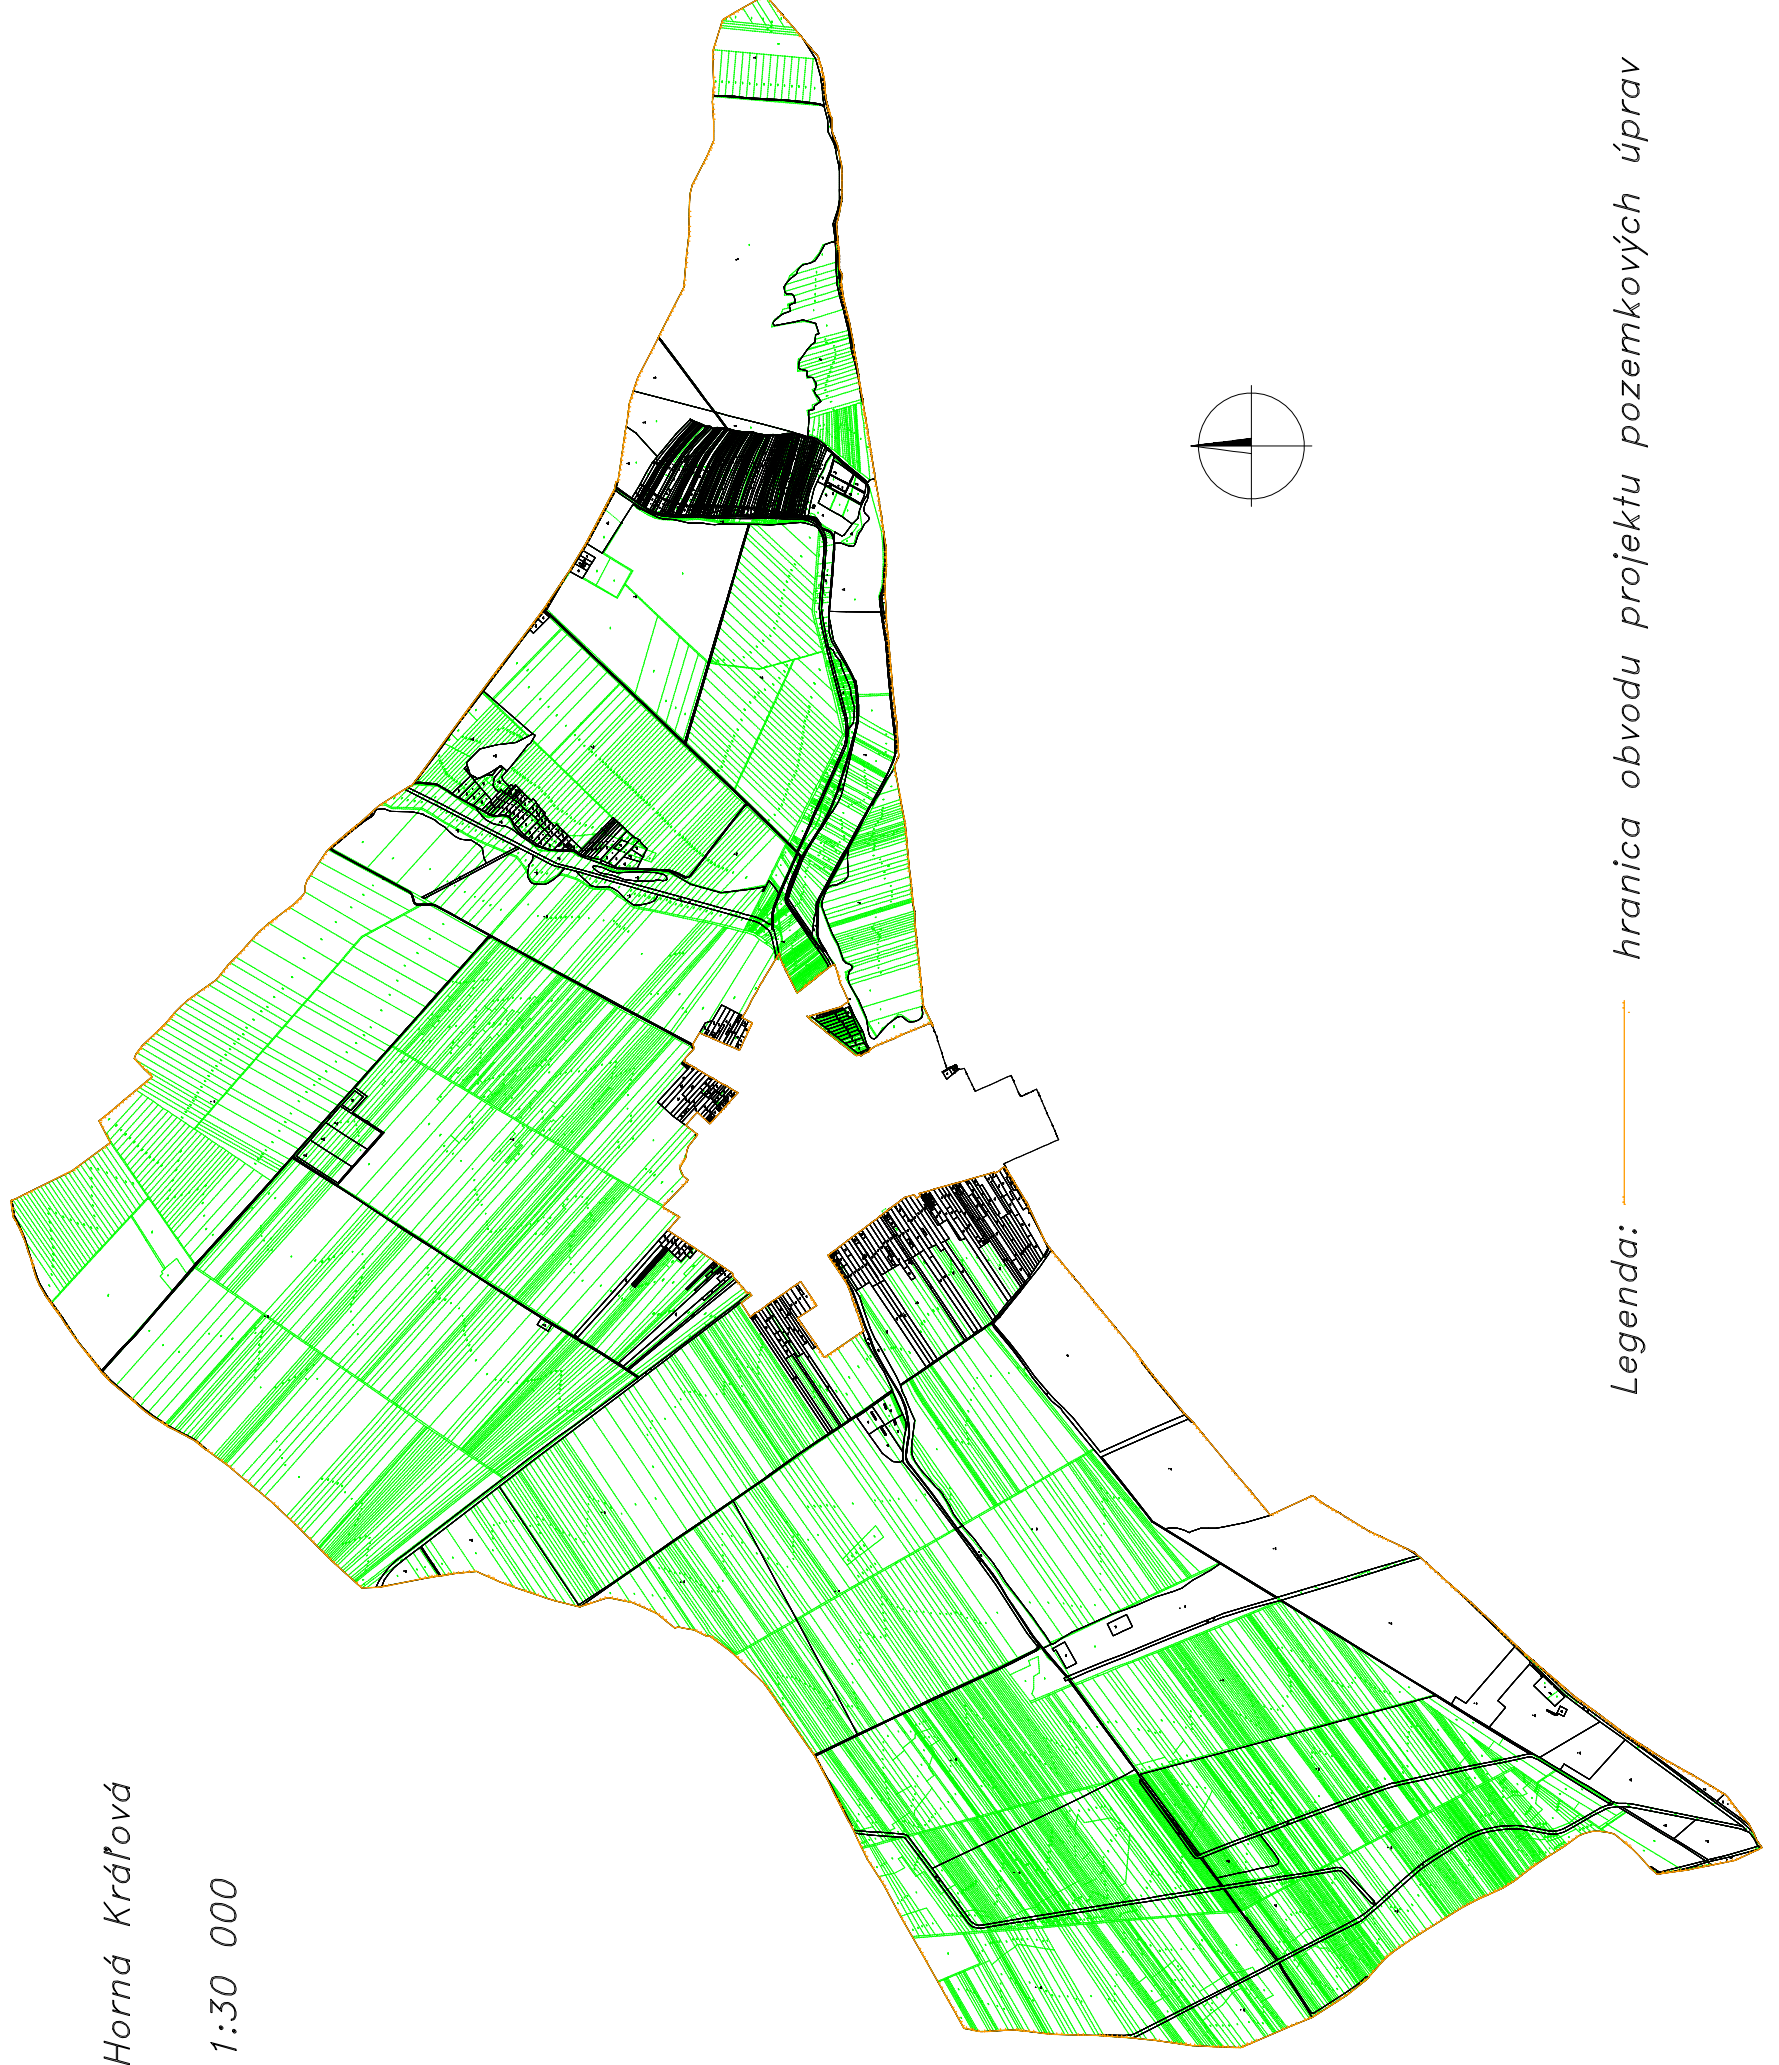 Horná Kráľová
1:30 000
Legenda: hranica obvodu projektu pozemkových úprav